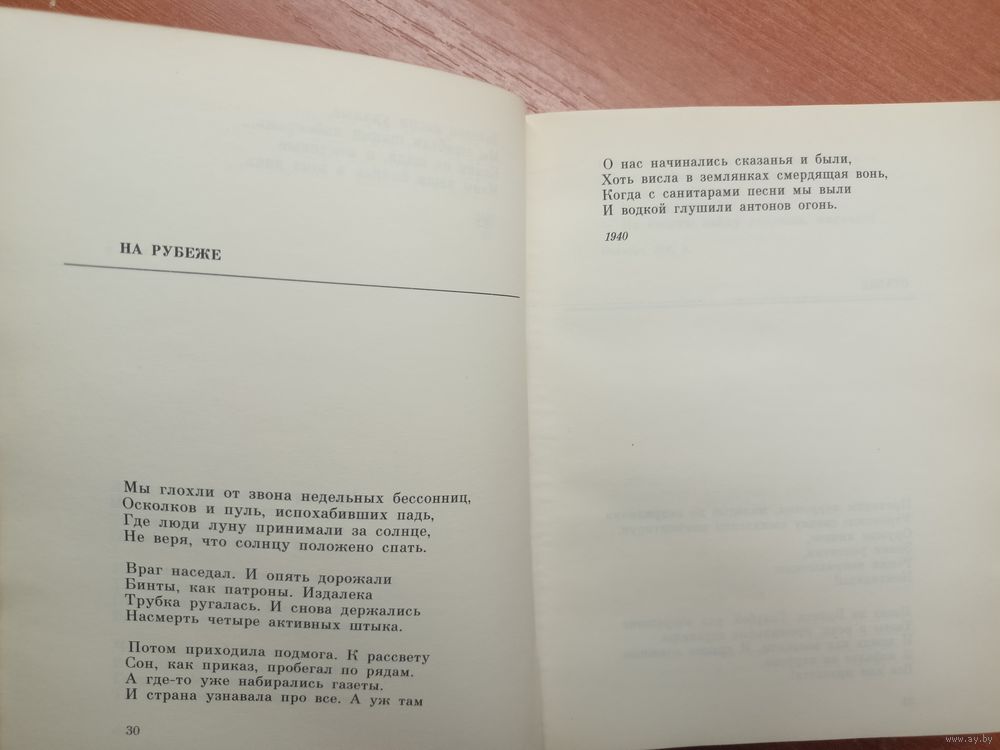 НА РУБЕЖЕ
Мы глохли от звона недельных бессонниц,
Осколков и пуль, испохабивших падь,
Где люди луну принимали за солнце,
Не веря, что солнцу положено спать.
Враг наседал. И опять дорожали
Бинты, как патроны. Издалека
Трубка ругалась. И снова держались
Насмерть четыре активных штыка.
Потом приходила подмога. К рассвету
Сон, как приказ, пробегал по рядам.
А где-то уже набирались газеты.
И страна узнавала про все. А уж там
30
О нас начинались сказанья и были,
Хоть висла в землянках смердящая вонь,
Когда с санитарами песни мы выли
И водкой глушили антонов огонь.
1940
www.ay.by